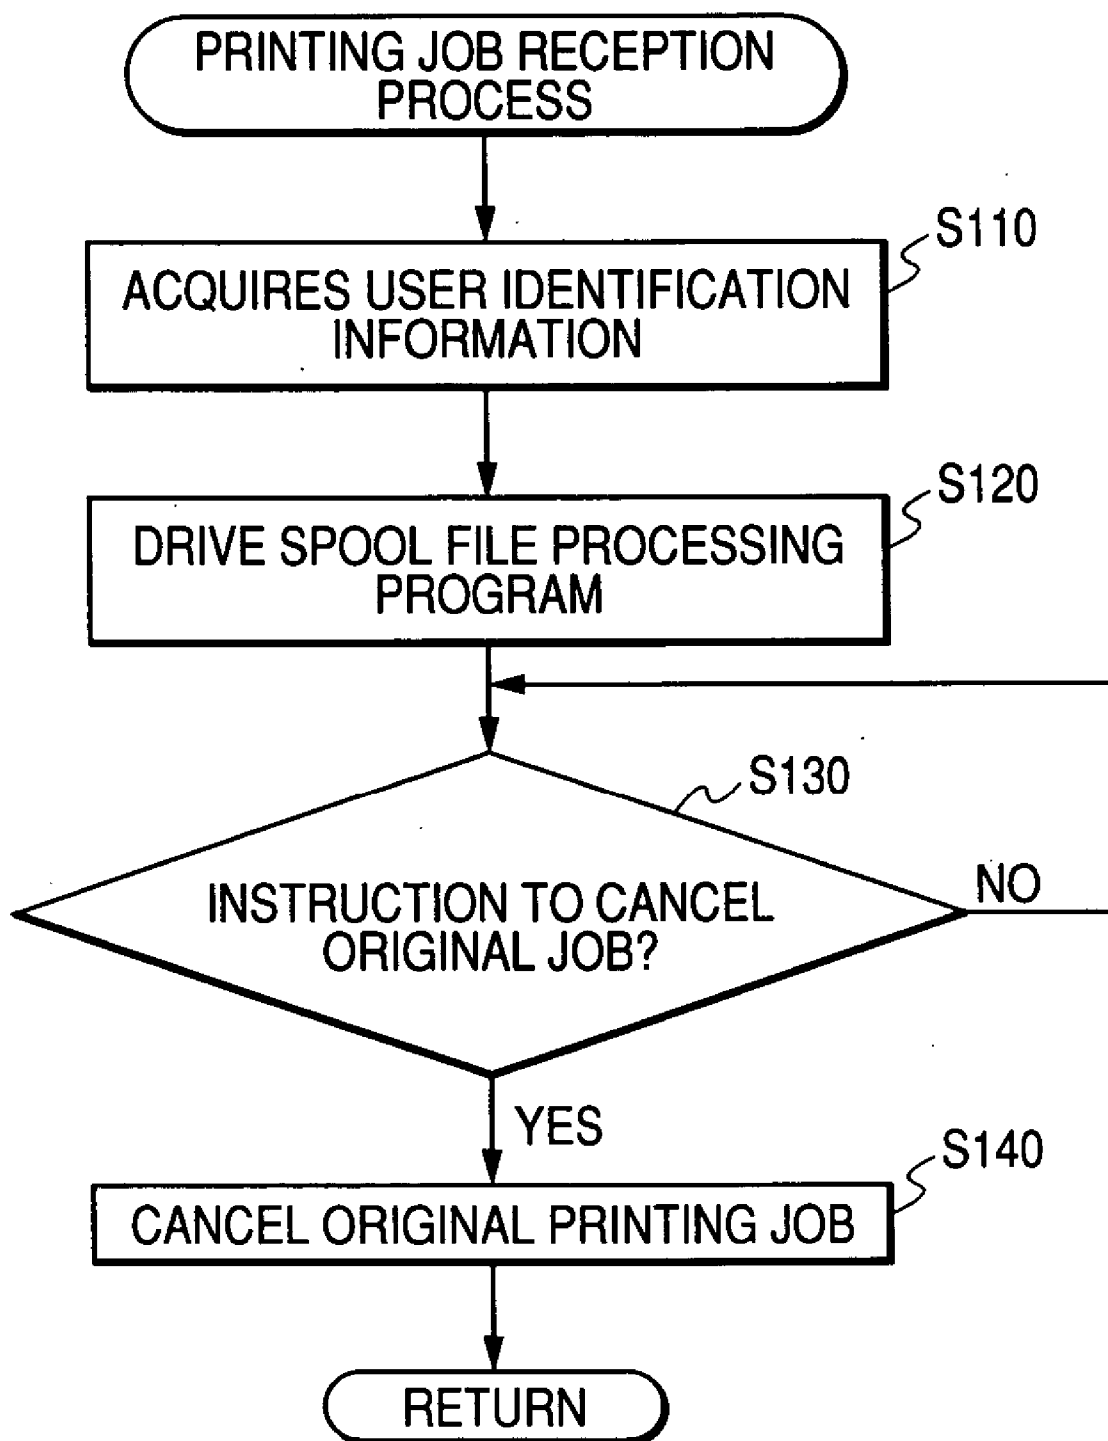 PRINTING JOB RECEPTION
PROCESS
S110
ACQUIRES USER IDENTIFICATION
INFORMATION
S120
DRIVE SPOOL FILE PROCESSING
PROGRAM
S130
INSTRUCTION TO CANCEL
ORIGINAL JOB?
NO
YES
S140
CANCEL ORIGINAL PRINTING JOB
RETURN